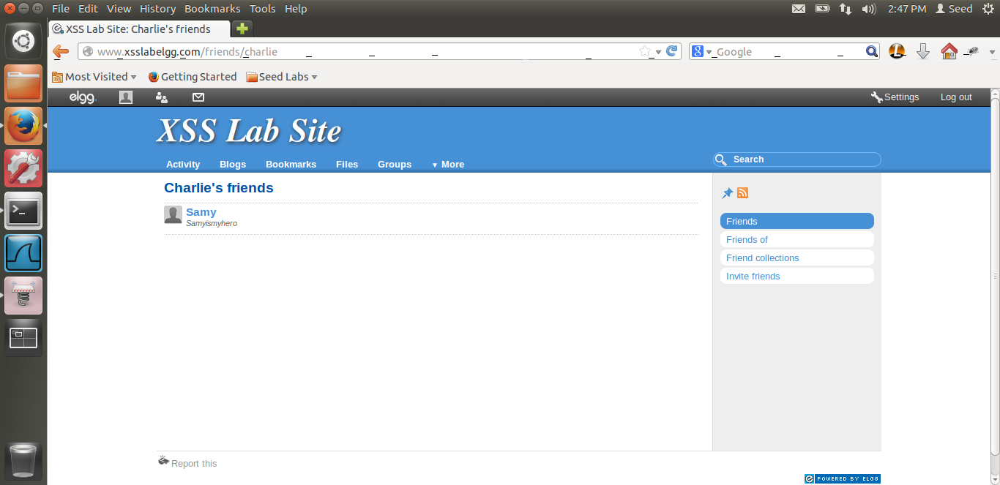 File Edit View History Bookmarks Tools Help 2:47 PM Seed
XSS Lab Site: Charlie's friends
www.xsslabelgg.com/friends/charlie Google
Most Visited Getting Started Seed Labs
elgg. Settings Log out
XSS Lab Site
Activity Blogs Bookmarks Files Groups More Search
Charlie's friends
Samy
Samyismyhero
Friends
Friends of
Friend collections
Invite friends
Report this
POWERED BY ELGG